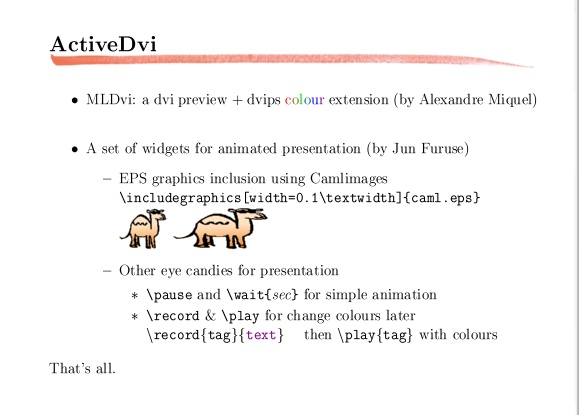 ActiveDvi
• MLDvi: a dvi preview + dvips colour extension (by Alexandre Miquel)
• A set of widgets for animated presentation (by Jun Furuse)
– EPS graphics inclusion using Camlimages
\includegraphics[width=0.1\textwidth]{caml.eps}
– Other eye candies for presentation
* \pause and \wait{sec} for simple animation
* \record & \play for change colours later
\record{tag}{text} then \play{tag} with colours
That's all.